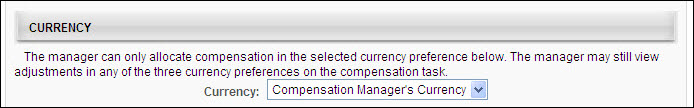 CURRENCY
The manager can only allocate compensation in the selected currency preference below. The manager may still view
adjustments in any of the three currency preferences on the compensation task.
Currency: Compensation Manager's Currency